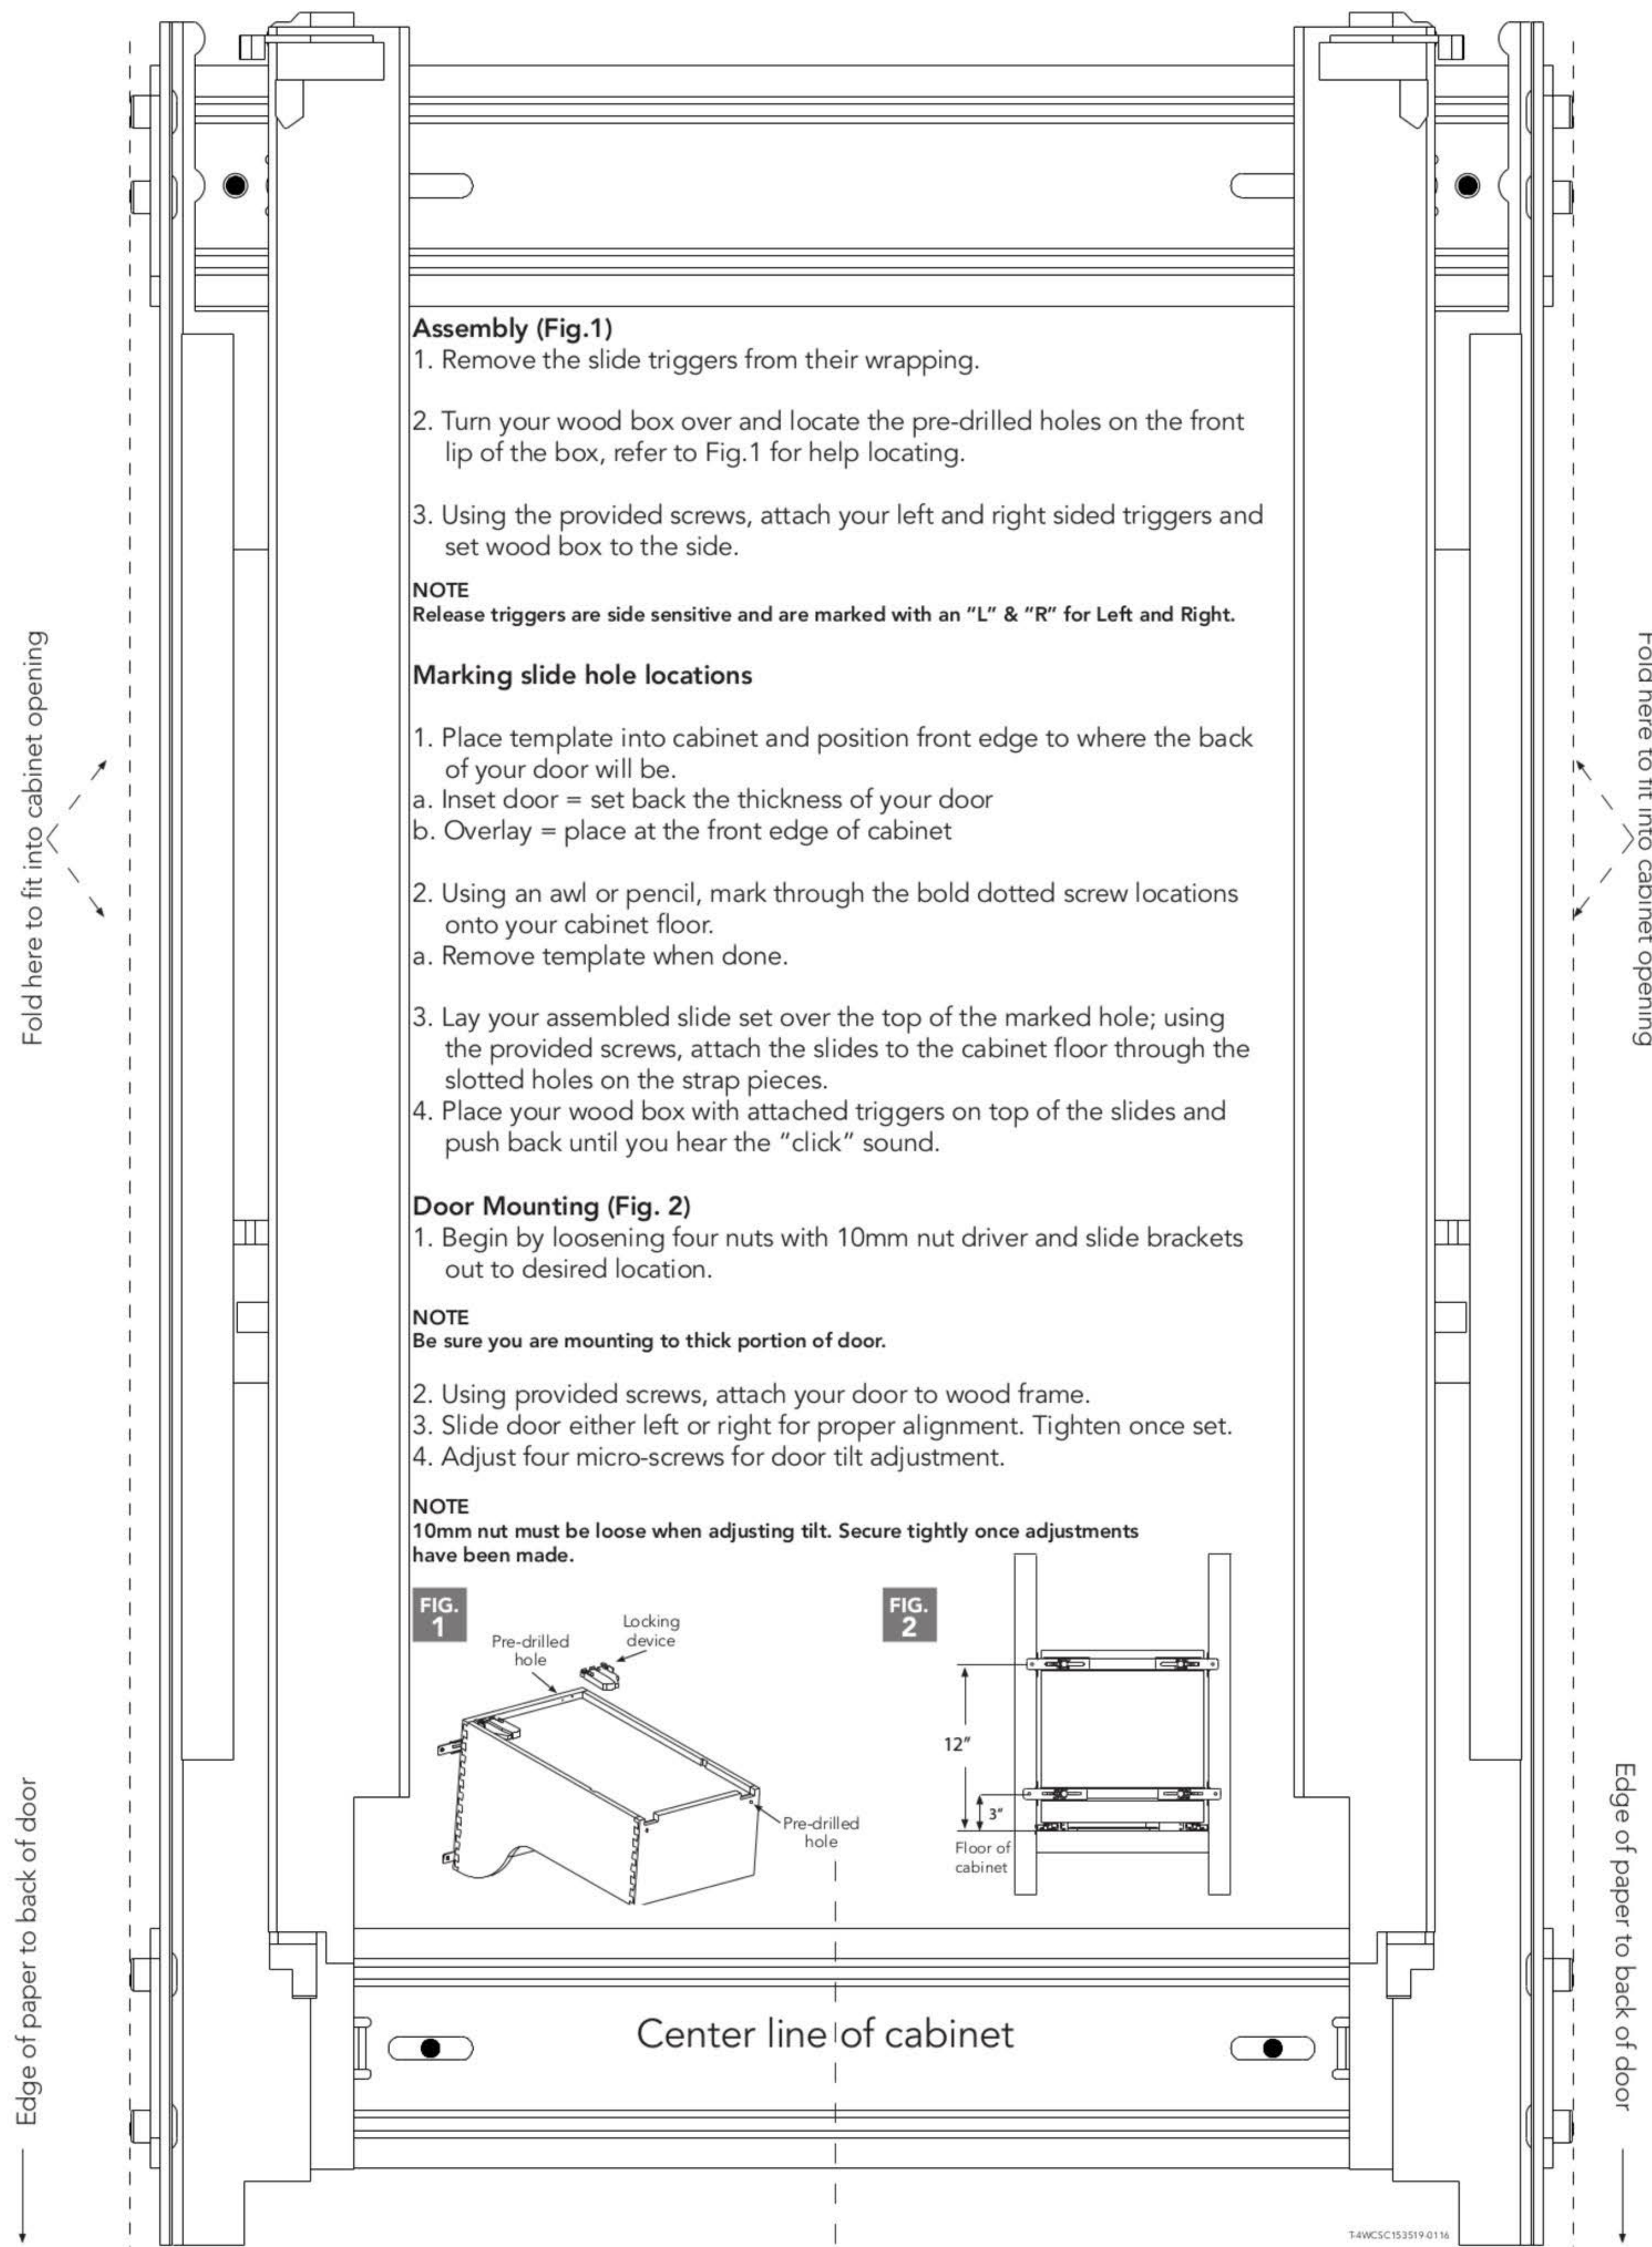 Assembly (Fig.1)
1. Remove the slide triggers from their wrapping.
2. Turn your wood box over and locate the pre-drilled holes on the front
lip of the box, refer to Fig.1 for help locating.
3. Using the provided screws, attach your left and right sided triggers and
set wood box to the side.
NOTE
Release triggers are side sensitive and are marked with an “L” & “R” for Left and Right.
Marking slide hole locations
1. Place template into cabinet and position front edge to where the back
of your door will be.
a. Inset door = set back the thickness of your door
b. Overlay = place at the front edge of cabinet
2. Using an awl or pencil, mark through the bold dotted screw locations
onto your cabinet floor.
a. Remove template when done.
3. Lay your assembled slide set over the top of the marked hole; using
the provided screws, attach the slides to the cabinet floor through the
slotted holes on the strap pieces.
4. Place your wood box with attached triggers on top of the slides and
push back until you hear the “click” sound.
Door Mounting (Fig. 2)
1. Begin by loosening four nuts with 10mm nut driver and slide brackets
out to desired location.
NOTE
Be sure you are mounting to thick portion of door.
2. Using provided screws, attach your door to wood frame.
3. Slide door either left or right for proper alignment. Tighten once set.
4. Adjust four micro-screws for door tilt adjustment.
NOTE
10mm nut must be loose when adjusting tilt. Secure tightly once adjustments
have been made.
FIG.
1
Pre-drilled
hole
Locking
device
Pre-drilled
hole
FIG.
2
12”
3”
Floor of
cabinet
Center line of cabinet
Fold here to fit into cabinet opening
Edge of paper to back of door
Fold here to fit into cabinet opening
Edge of paper to back of door
T-4WCSC153519-0116